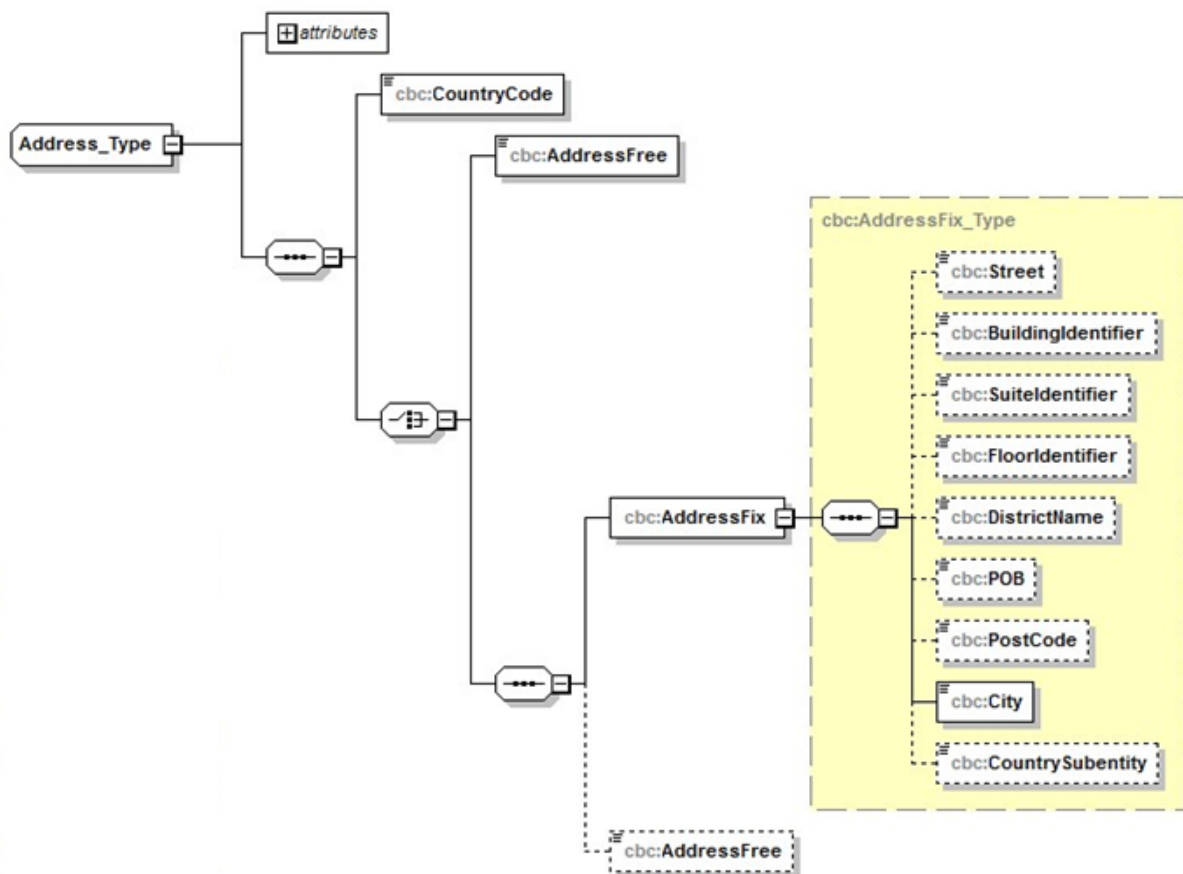 attributes
cbc:CountryCode
Address_Type
cbc:AddressFree
cbc:AddressFix_Type
cbc:Street
cbc:BuildingIdentifier
cbc:SuiteIdentifier
cbc:FloorIdentifier
cbc:AddressFix
cbc:DistrictName
cbc:POB
cbc:PostCode
cbc:City
cbc:CountrySubentity
cbc:AddressFree